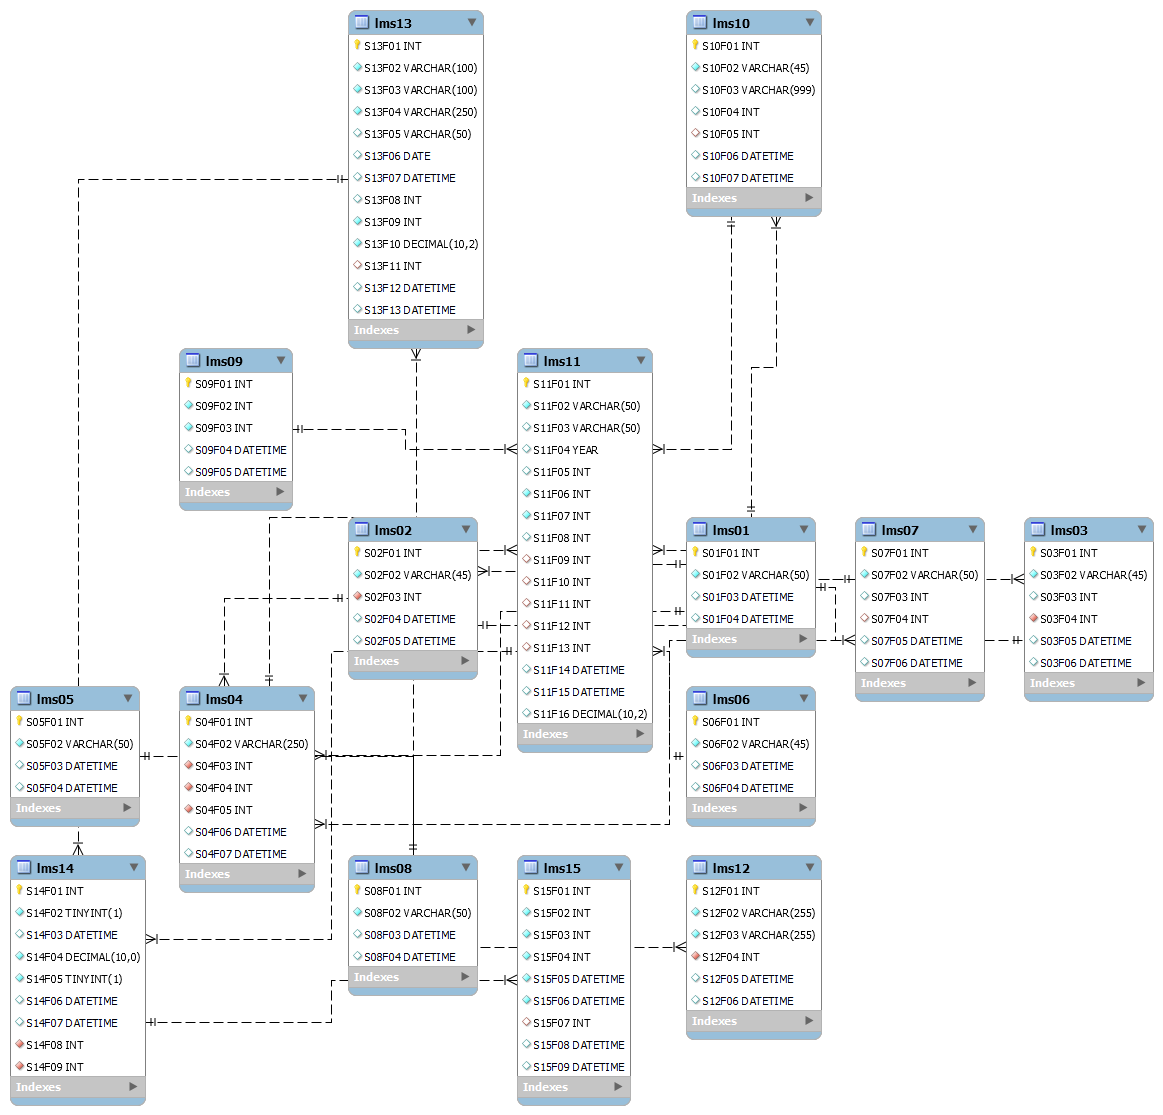 lms13
S13F01 INT
S13F02 VARCHAR(100)
S13F03 VARCHAR(100)
S13F04 VARCHAR(250)
S13F05 VARCHAR(50)
S13F06 DATE
S13F07 DATETIME
S13F08 INT
S13F09 INT
S13F10 DECIMAL(10,2)
S13F11 INT
S13F12 DATETIME
S13F13 DATETIME
Indexes
lms10
S10F01 INT
S10F02 VARCHAR(45)
S10F03 VARCHAR(999)
S10F04 INT
S10F05 INT
S10F06 DATETIME
S10F07 DATETIME
Indexes
lms09
S09F01 INT
S09F02 INT
S09F03 INT
S09F04 DATETIME
S09F05 DATETIME
Indexes
lms11
S11F01 INT
S11F02 VARCHAR(50)
S11F03 VARCHAR(50)
S11F04 YEAR
S11F05 INT
S11F06 INT
S11F07 INT
S11F08 INT
S11F09 INT
S11F10 INT
S11F11 INT
S11F12 INT
S11F13 INT
S11F14 DATETIME
S11F15 DATETIME
S11F16 DECIMAL(10,2)
Indexes
lms02
S02F01 INT
S02F02 VARCHAR(45)
S02F03 INT
S02F04 DATETIME
S02F05 DATETIME
Indexes
lms01
S01F01 INT
S01F02 VARCHAR(50)
S01F03 DATETIME
S01F04 DATETIME
Indexes
lms07
S07F01 INT
S07F02 VARCHAR(50)
S07F03 INT
S07F04 INT
S07F05 DATETIME
S07F06 DATETIME
Indexes
lms03
S03F01 INT
S03F02 VARCHAR(45)
S03F03 INT
S03F04 INT
S03F05 DATETIME
S03F06 DATETIME
Indexes
lms05
S05F01 INT
S05F02 VARCHAR(50)
S05F03 DATETIME
S05F04 DATETIME
Indexes
lms04
S04F01 INT
S04F02 VARCHAR(250)
S04F03 INT
S04F04 INT
S04F05 INT
S04F06 DATETIME
S04F07 DATETIME
Indexes
lms06
S06F01 INT
S06F02 VARCHAR(45)
S06F03 DATETIME
S06F04 DATETIME
Indexes
lms14
S14F01 INT
S14F02 TINYINT(1)
S14F03 DATETIME
S14F04 DECIMAL(10,0)
S14F05 TINYINT(1)
S14F06 DATETIME
S14F07 DATETIME
S14F08 INT
S14F09 INT
Indexes
lms08
S08F01 INT
S08F02 VARCHAR(50)
S08F03 DATETIME
S08F04 DATETIME
Indexes
lms15
S15F01 INT
S15F02 INT
S15F03 INT
S15F04 INT
S15F05 DATETIME
S15F06 DATETIME
S15F07 INT
S15F08 DATETIME
S15F09 DATETIME
Indexes
lms12
S12F01 INT
S12F02 VARCHAR(255)
S12F03 VARCHAR(255)
S12F04 INT
S12F05 DATETIME
S12F06 DATETIME
Indexes